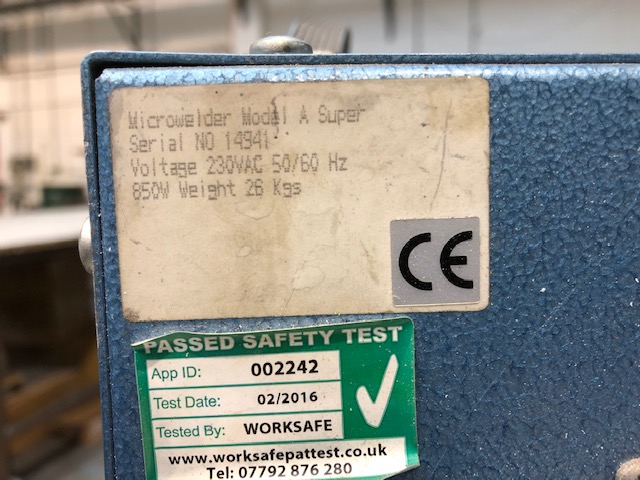 Microwelder Model A Super
Serial NO 14941
Voltage 230VAC 50/60 Hz
850W Weight 26 Kgs
CE
PASSED SAFETY TEST
App ID: 002242
Test Date: 02/2016
Tested By: WORKSAFE
www.worksafepattest.co.uk
Tel: 07792 876 280